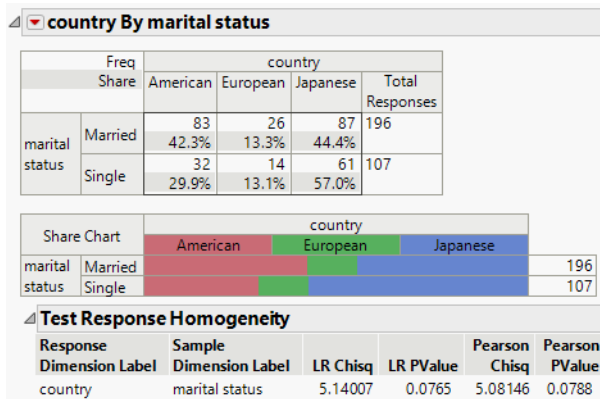 country By marital status
Freq country
Share American European Japanese Total
Responses
marital status Married 83 26 87 196
42.3% 13.3% 44.4%
Single 32 14 61 107
29.9% 13.1% 57.0%
Share Chart country
American European Japanese
marital status Married 196
Single 107
Test Response Homogeneity
Response Sample Pearson Pearson
Dimension Label Dimension Label LR Chisq LR PValue Chisq PValue
country marital status 5.14007 0.0765 5.08146 0.0788